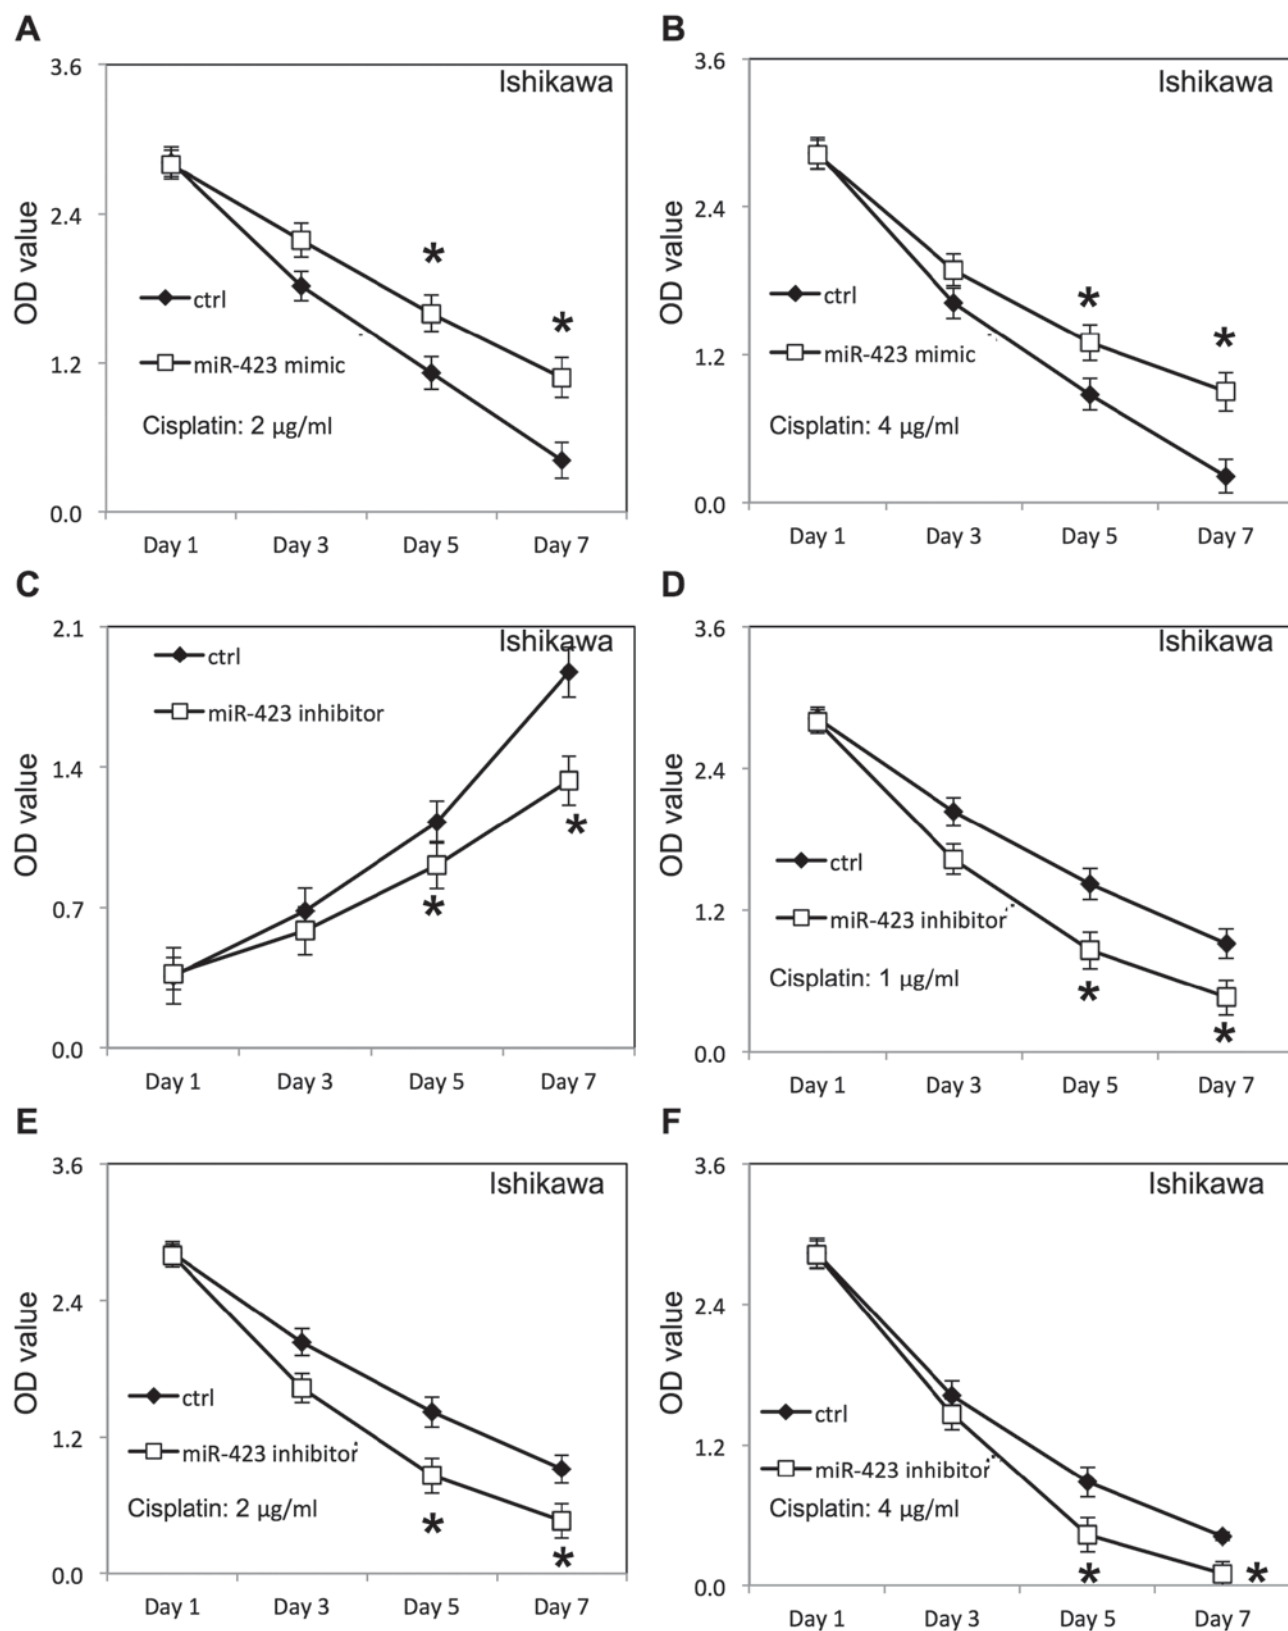 A
3.6
Ishikawa
2.4
1.2
0.0
OD value
ctrl
miR-423 mimic
Cisplatin: 2 µg/ml
*
*
Day 1 Day 3 Day 5 Day 7
B
3.6
Ishikawa
2.4
1.2
0.0
OD value
ctrl
miR-423 mimic
Cisplatin: 4 µg/ml
*
*
Day 1 Day 3 Day 5 Day 7
C
2.1
Ishikawa
1.4
0.7
0.0
OD value
ctrl
miR-423 inhibitor
*
*
Day 1 Day 3 Day 5 Day 7
D
3.6
Ishikawa
2.4
1.2
0.0
OD value
ctrl
miR-423 inhibitor
Cisplatin: 1 µg/ml
*
*
Day 1 Day 3 Day 5 Day 7
E
3.6
Ishikawa
2.4
1.2
0.0
OD value
ctrl
miR-423 inhibitor
Cisplatin: 2 µg/ml
*
*
Day 1 Day 3 Day 5 Day 7
F
3.6
Ishikawa
2.4
1.2
0.0
OD value
ctrl
miR-423 inhibitor
Cisplatin: 4 µg/ml
*
*
Day 1 Day 3 Day 5 Day 7